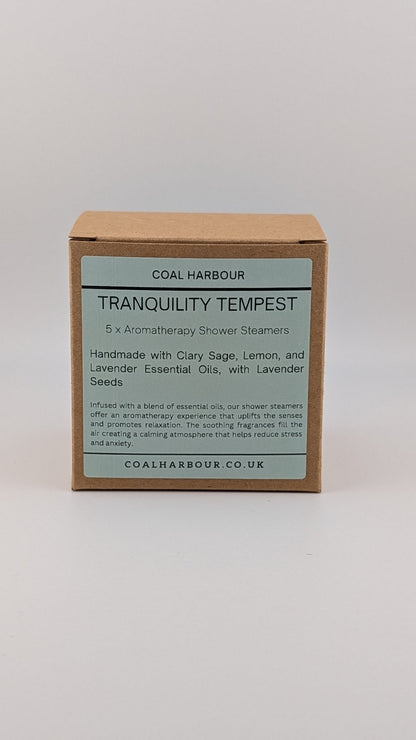 COAL HARBOUR
TRANQUILITY TEMPEST
5 x Aromatherapy Shower Steamers
Handmade with Clary Sage, Lemon, and
Lavender Essential Oils, with Lavender
Seeds
Infused with a blend of essential oils, our shower steamers
offer an aromatherapy experience that uplifts the senses
and promotes relaxation. The soothing fragrances fill the
air creating a calming atmosphere that helps reduce stress
and anxiety.
COALHARBOUR.CO.UK